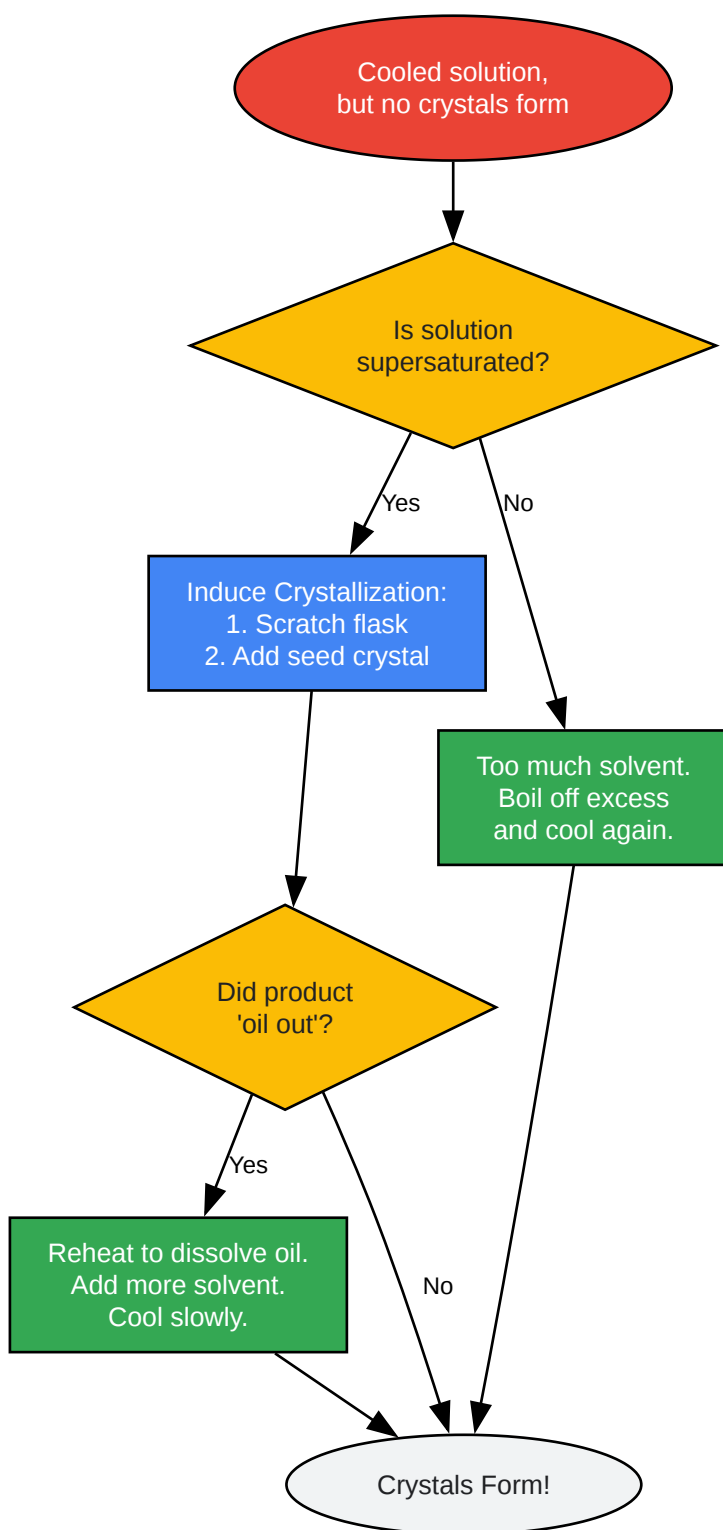 Cooled solution,
but no crystals form
Is solution
supersaturated?
Yes
No
Induce Crystallization:
1. Scratch flask
2. Add seed crystal
Too much solvent.
Boil off excess
and cool again.
Did product
'oil out'?
Yes
No
Reheat to dissolve oil.
Add more solvent.
Cool slowly.
Crystals Form!